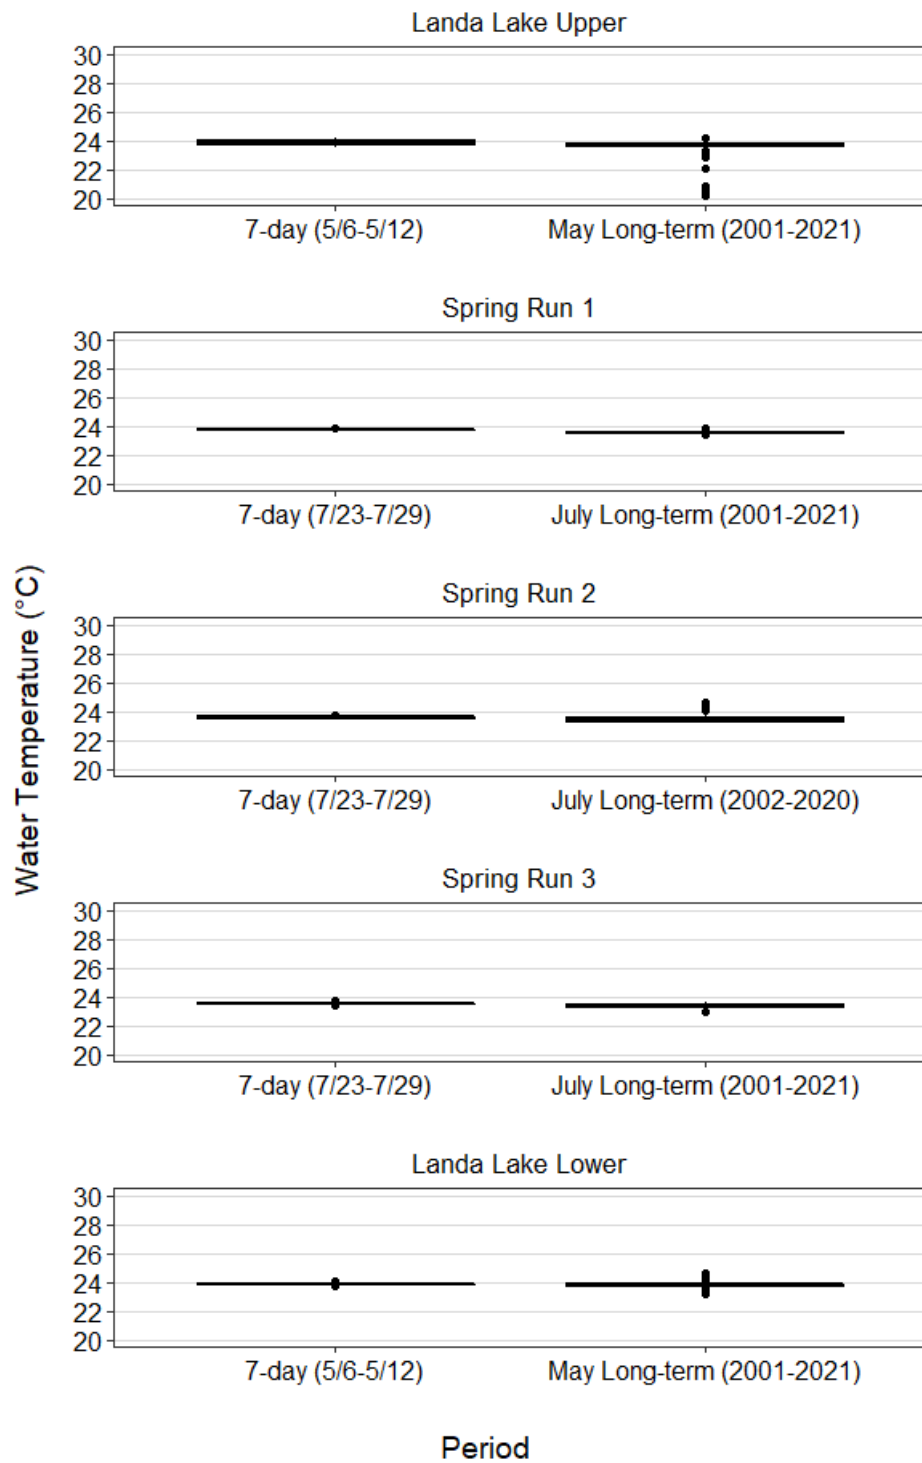 Landa Lake Upper
30
28
26
24
22
20
7-day (5/6-5/12) May Long-term (2001-2021)
Spring Run 1
30
28
26
24
22
20
7-day (7/23-7/29) July Long-term (2001-2021)
Spring Run 2
30
28
26
24
22
20
7-day (7/23-7/29) July Long-term (2002-2020)
Spring Run 3
30
28
26
24
22
20
7-day (7/23-7/29) July Long-term (2001-2021)
Landa Lake Lower
30
28
26
24
22
20
7-day (5/6-5/12) May Long-term (2001-2021)
Water Temperature (°C)
Period